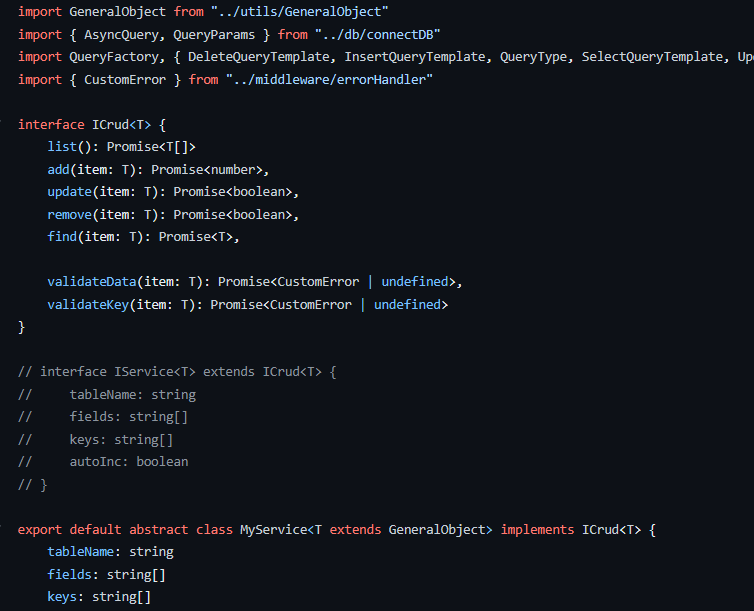 import GeneralObject from "../utils/GeneralObject"
import { AsyncQuery, QueryParams } from "../db/connectDB"
import QueryFactory, { DeleteQueryTemplate, InsertQueryTemplate, QueryType, SelectQueryTemplate, Up
import { CustomError } from "../middleware/errorHandler"

interface ICrud<T> {
    list(): Promise<T[]>
    add(item: T): Promise<number>,
    update(item: T): Promise<boolean>,
    remove(item: T): Promise<boolean>,
    find(item: T): Promise<T>,

    validateData(item: T): Promise<CustomError | undefined>,
    validateKey(item: T): Promise<CustomError | undefined>
}

// interface IService<T> extends ICrud<T> {
//     tableName: string
//     fields: string[]
//     keys: string[]
//     autoInc: boolean
// }

export default abstract class MyService<T extends GeneralObject> implements ICrud<T> {
    tableName: string
    fields: string[]
    keys: string[]